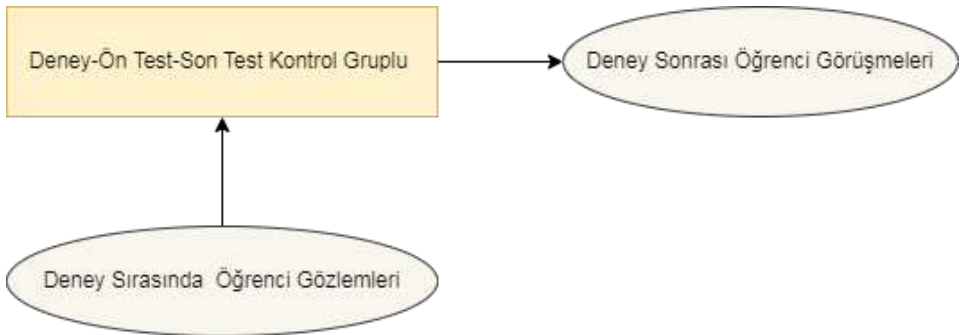 Deney-Ön Test-Son Test Kontrol Gruplu
Deney Sonrası Öğrenci Görüşmeleri
Deney Sırasında Öğrenci Gözlemleri